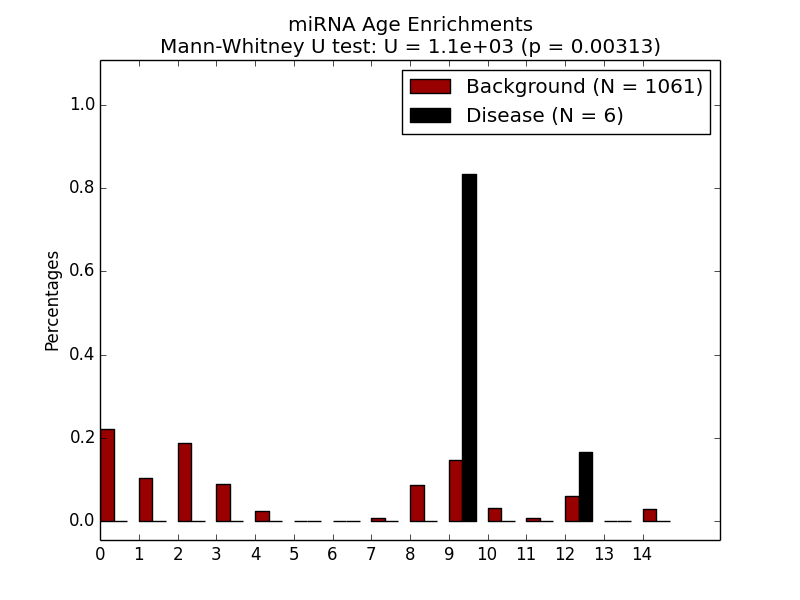 miRNA Age Enrichments
Mann-Whitney U test: U = 1.1e+03 (p = 0.00313)
Background (N = 1061)
Disease (N = 6)
Percentages
1.0
0.8
0.6
0.4
0.2
0.0
0 1 2 3 4 5 6 7 8 9 10 11 12 13 14